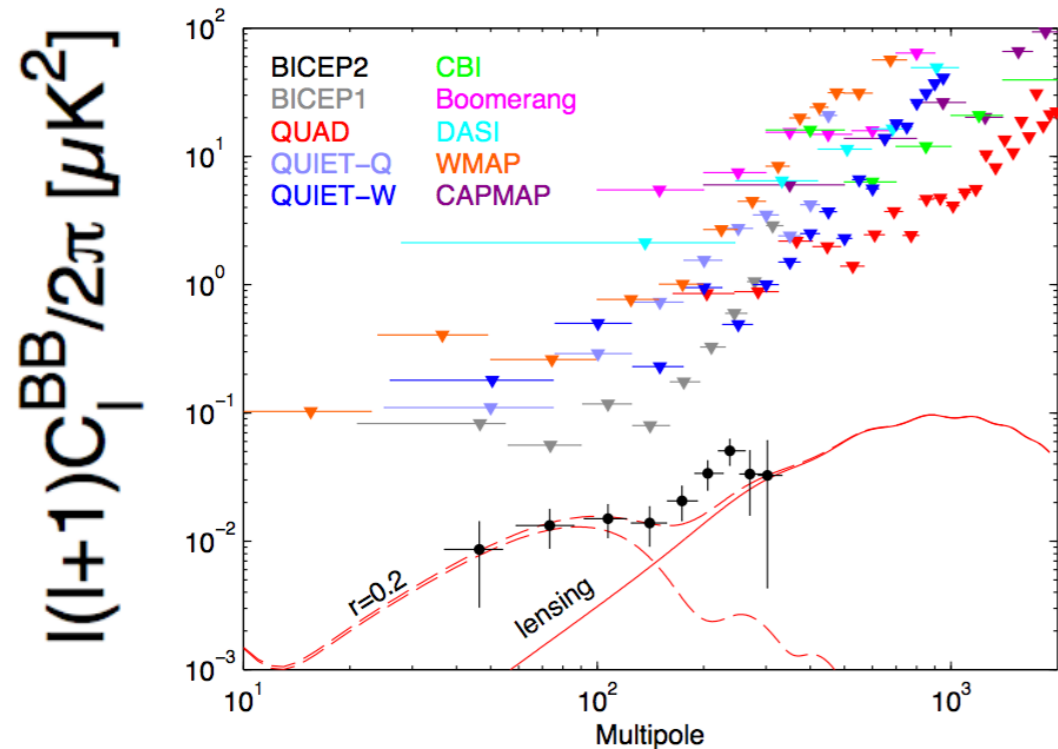 l(l+1)C_l^BB/2π [μK²]
10²
10¹
10⁰
10⁻¹
10⁻²
10⁻³
BICEP2 CBI
BICEP1 Boomerang
QUAD DASI
QUIET−Q WMAP
QUIET−W CAPMAP
r=0.2
lensing
10¹ 10² 10³
Multipole